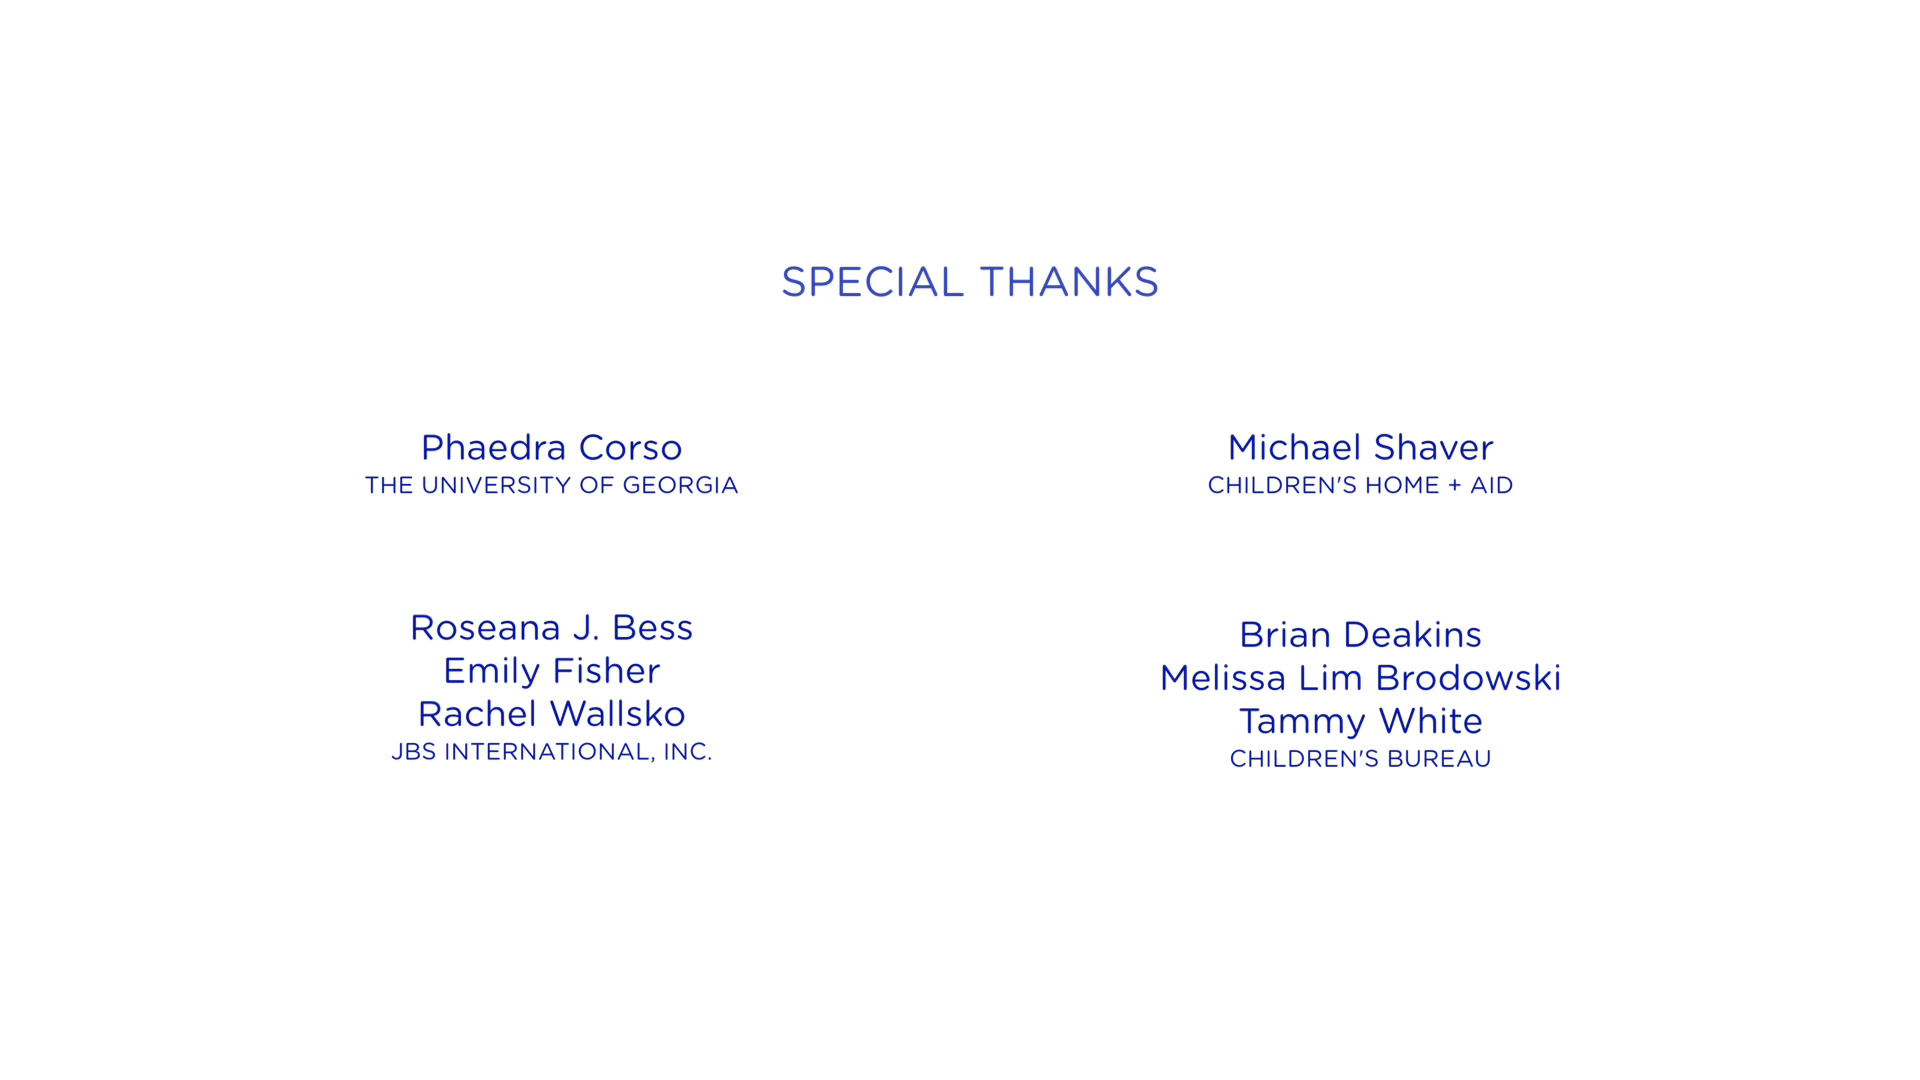 SPECIAL THANKS
Phaedra Corso
THE UNIVERSITY OF GEORGIA
Michael Shaver
CHILDREN'S HOME + AID
Roseana J. Bess
Emily Fisher
Rachel Wallsko
JBS INTERNATIONAL, INC.
Brian Deakins
Melissa Lim Brodowski
Tammy White
CHILDREN'S BUREAU